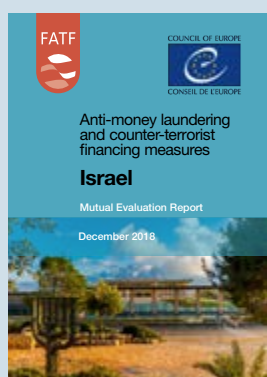 FATF
COUNCIL OF EUROPE
CONSEIL DE L'EUROPE
Anti-money laundering
and counter-terrorist
financing measures
Israel
Mutual Evaluation Report
December 2018